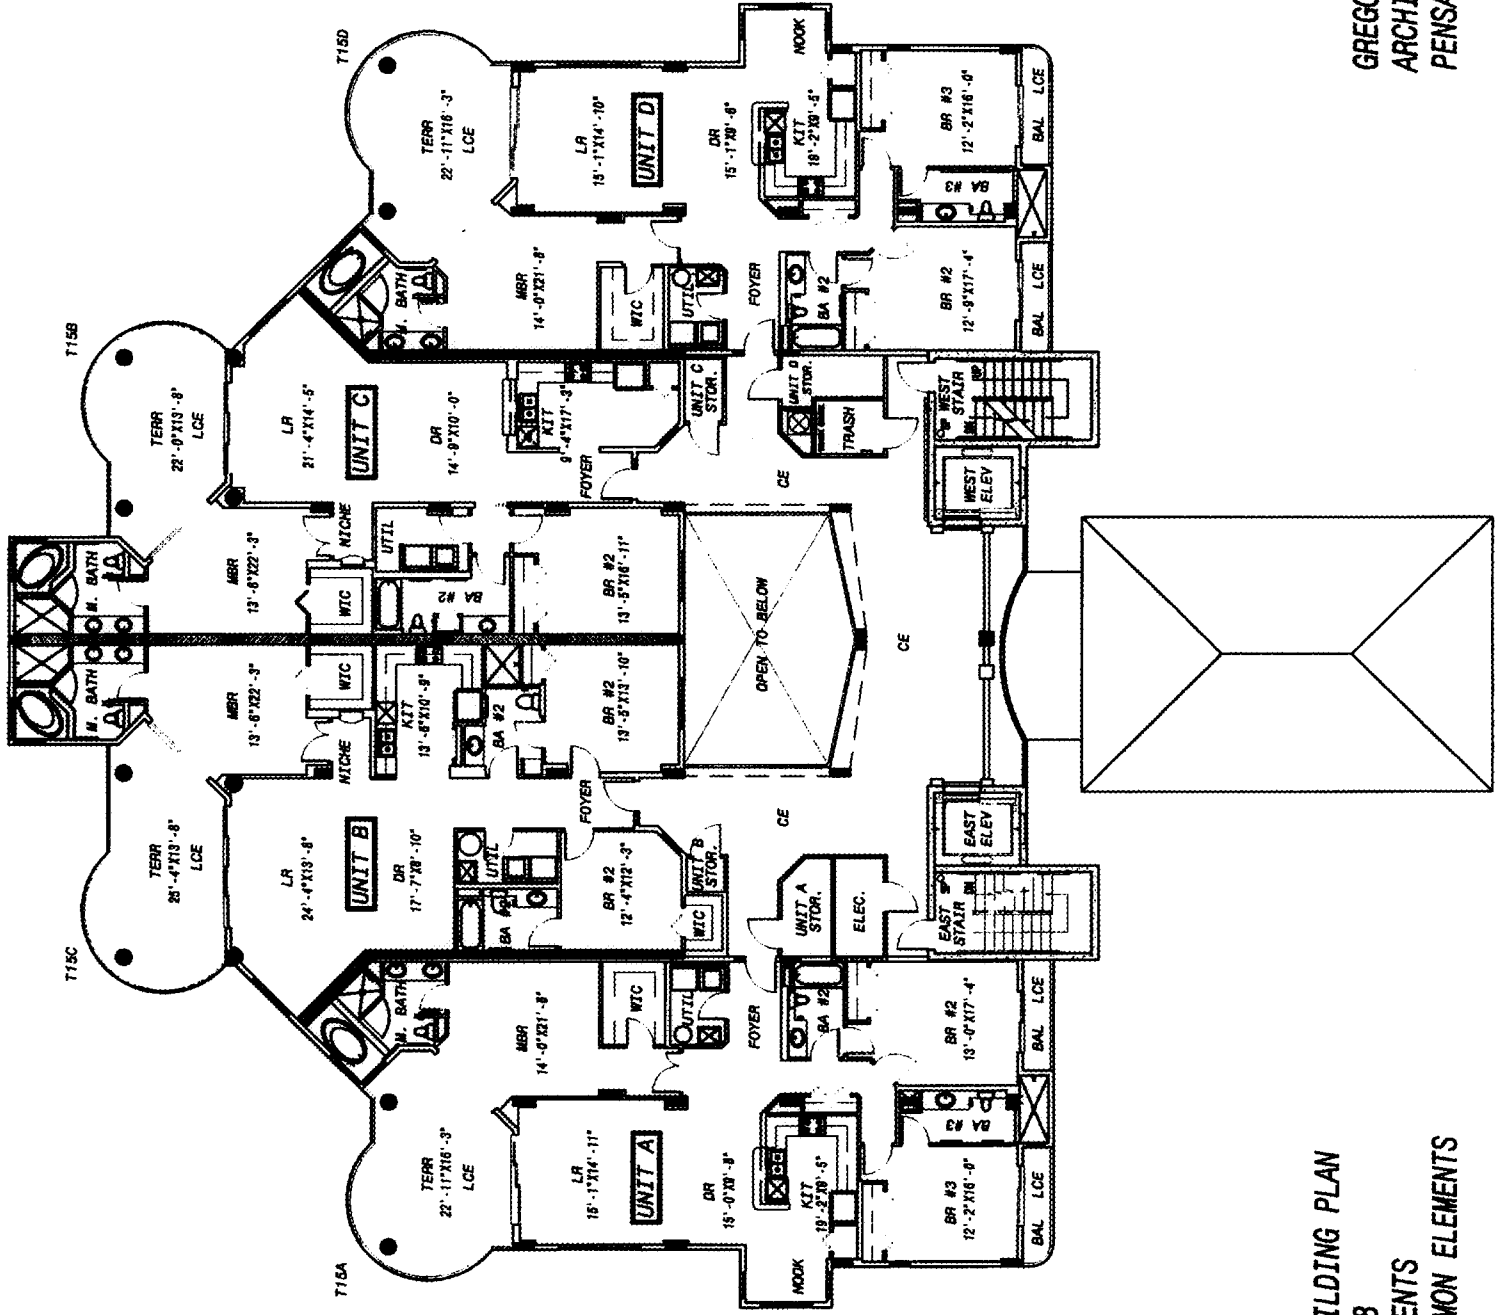 T15A
TERR
22'-11"X16'-3"
LCE
LR
15'-1"X14'-11"
UNIT A
DR
15'-0"X9'-8"
KIT
19'-2"X9'-5"
NOOK
BR #3
12'-2"X16'-0"
BAL
LCE
BA #3
BR #2
13'-0"X17'-4"
BAL
LCE
BA #2
FOYER
UTIL
WIC
MBR
14'-0"X21'-8"
M. BATH
T15C
TERR
25'-4"X13'-8"
LCE
LR
24'-4"X13'-8"
UNIT B
DR
17'-7"X8'-10"
UTIL
BR #2
12'-4"X12'-3"
WIC
UNIT B
STOR.
FOYER
NICHE
KIT
13'-6"X10'-9"
BA #2
BR #2
13'-5"X13'-10"
WIC
MBR
13'-6"X22'-3"
M. BATH
UNIT A
STOR.
ELEC.
EAST
STAIR
DN
EAST
ELEV
CE
OPEN TO BELOW
CE
CE
M. BATH
MBR
13'-6"X22'-3"
WIC
NICHE
UTIL
BA #2
BR #2
13'-5"X16'-11"
T15B
TERR
22'-0"X13'-8"
LCE
LR
21'-4"X14'-5"
UNIT C
DR
14'-9"X10'-0"
KIT
9'-4"X17'-3"
FOYER
UNIT C
STOR.
UNIT D
STOR.
TRASH
WEST
STAIR
UP
DN
WEST
ELEV
T15D
TERR
22'-11"X16'-3"
LCE
LR
15'-1"X14'-10"
UNIT D
DR
15'-1"X9'-6"
KIT
18'-2"X9'-5"
NOOK
BR #3
12'-2"X16'-0"
BAL
LCE
BA #3
BR #2
12'-9"X17'-4"
BAL
LCE
BA #2
FOYER
UTIL
WIC
MBR
14'-0"X21'-8"
M. BATH
ILDING PLAN
ENTS
MON ELEMENTS
GREGO
ARCHI
PENSA